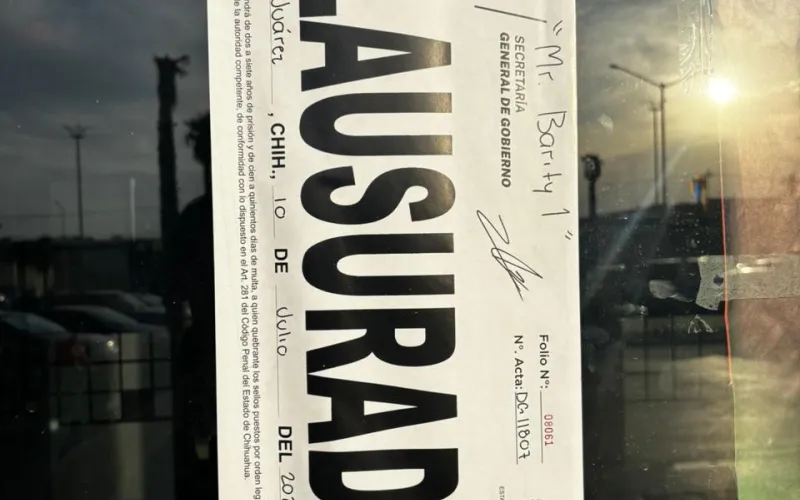 "Mr. Barity 1"
SECRETARÍA
GENERAL DE GOBIERNO
Folio N°: 08061
N°. Acta: DG 11807
LAUSURAD
Juárez, CHIH., 10 DE Julio DEL 202
ndrá de dos a siete años de prisión y de cien a quinientos días de multa, a quien quebrante los sellos puestos por orden leg
e la autoridad competente, de conformidad con lo dispuesto en el Art. 281 del Código Penal del Estado de Chihuahua.